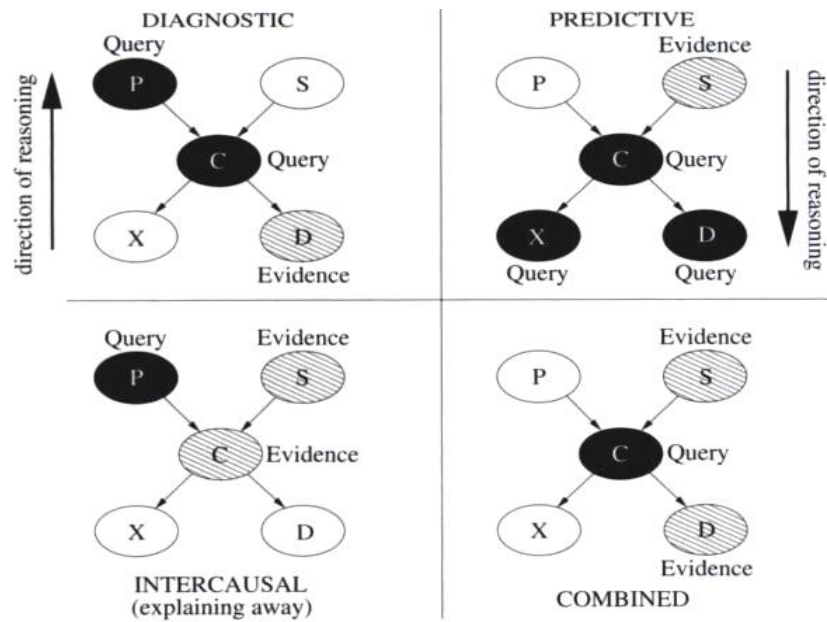 DIAGNOSTIC
Query
P
S
C
Query
X
D
Evidence
direction of reasoning
PREDICTIVE
Evidence
P
S
C
Query
X
D
Query
Query
direction of reasoning
Query
Evidence
P
S
C
Evidence
X
D
INTERCAUSAL
(explaining away)
Evidence
P
S
C
Query
X
D
Evidence
COMBINED